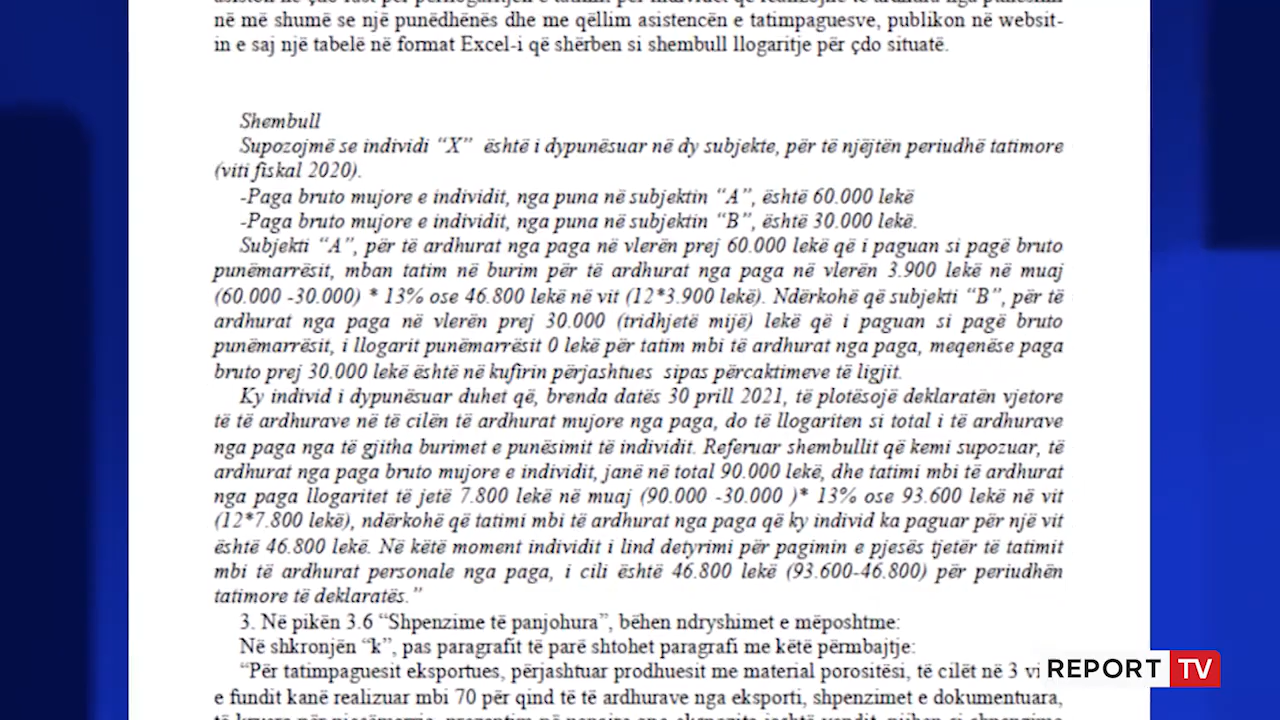 në më shumë se një punëdhënës dhe me qëllim asistencën e tatimpaguesve, publikon në websit-
in e saj një tabelë në format Excel-i që shërben si shembull llogaritje për çdo situatë.
Shembull
Supozojmë se individi “X” është i dypunësuar në dy subjekte, për të njëjtën periudhë tatimore
(viti fiskal 2020).
-Paga bruto mujore e individit, nga puna në subjektin “A”, është 60.000 lekë
-Paga bruto mujore e individit, nga puna në subjektin “B”, është 30.000 lekë.
Subjekti “A”, për të ardhurat nga paga në vlerën prej 60.000 lekë që i paguan si pagë bruto
punëmarrësit, mban tatim në burim për të ardhurat nga paga në vlerën 3.900 lekë në muaj
(60.000 -30.000) * 13% ose 46.800 lekë në vit (12*3.900 lekë). Ndërkohë që subjekti “B”, për të
ardhurat nga paga në vlerën prej 30.000 (tridhjetë mijë) lekë që i paguan si pagë bruto
punëmarrësit, i llogarit punëmarrësit 0 lekë për tatim mbi të ardhurat nga paga, meqenëse paga
bruto prej 30.000 lekë është në kufirin përjashtues sipas përcaktimeve të ligjit.
Ky individ i dypunësuar duhet që, brenda datës 30 prill 2021, të plotësojë deklaratën vjetore
të të ardhurave në të cilën të ardhurat mujore nga paga, do të llogariten si total i të ardhurave
nga paga nga të gjitha burimet e punësimit të individit. Referuar shembullit që kemi supozuar, të
ardhurat nga paga bruto mujore e individit, janë në total 90.000 lekë, dhe tatimi mbi të ardhurat
nga paga llogaritet të jetë 7.800 lekë në muaj (90.000 -30.000 )* 13% ose 93.600 lekë në vit
(12*7.800 lekë), ndërkohë që tatimi mbi të ardhurat nga paga që ky individ ka paguar për një vit
është 46.800 lekë. Në këtë moment individit i lind detyrimi për pagimin e pjesës tjetër të tatimit
mbi të ardhurat personale nga paga, i cili është 46.800 lekë (93.600-46.800) për periudhën
tatimore të deklaratës.”
3. Në pikën 3.6 “Shpenzime të panjohura”, bëhen ndryshimet e mëposhtme:
Në shkronjën “k”, pas paragrafit të parë shtohet paragrafi me këtë përmbajtje:
“Për tatimpaguesit eksportues, përjashtuar prodhuesit me material porositësi, të cilët në 3 vi
e fundit kanë realizuar mbi 70 për qind të të ardhurave nga eksporti, shpenzimet e dokumentuara,
REPORT TV